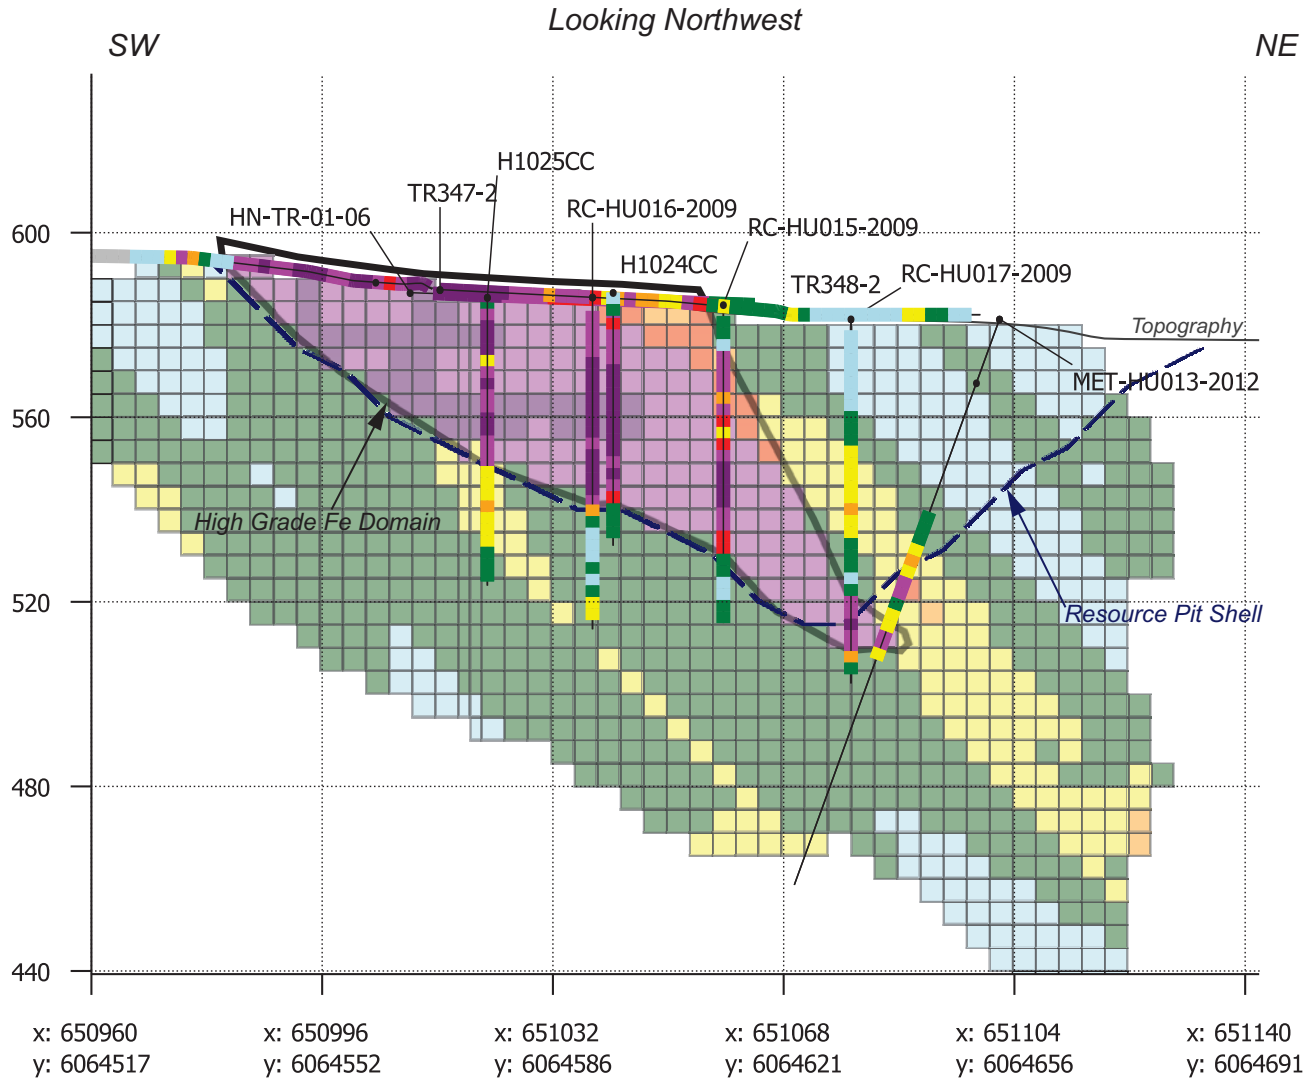 Looking Northwest
SW
NE
H1025CC
TR347-2
HN-TR-01-06
RC-HU016-2009
RC-HU015-2009
H1024CC
TR348-2
RC-HU017-2009
600
Topography
MET-HU013-2012
560
High Grade Fe Domain
520
Resource Pit Shell
480
440
x: 650960
x: 650996
x: 651032
x: 651068
x: 651104
x: 651140
y: 6064517
y: 6064552
y: 6064586
y: 6064621
y: 6064656
y: 6064691